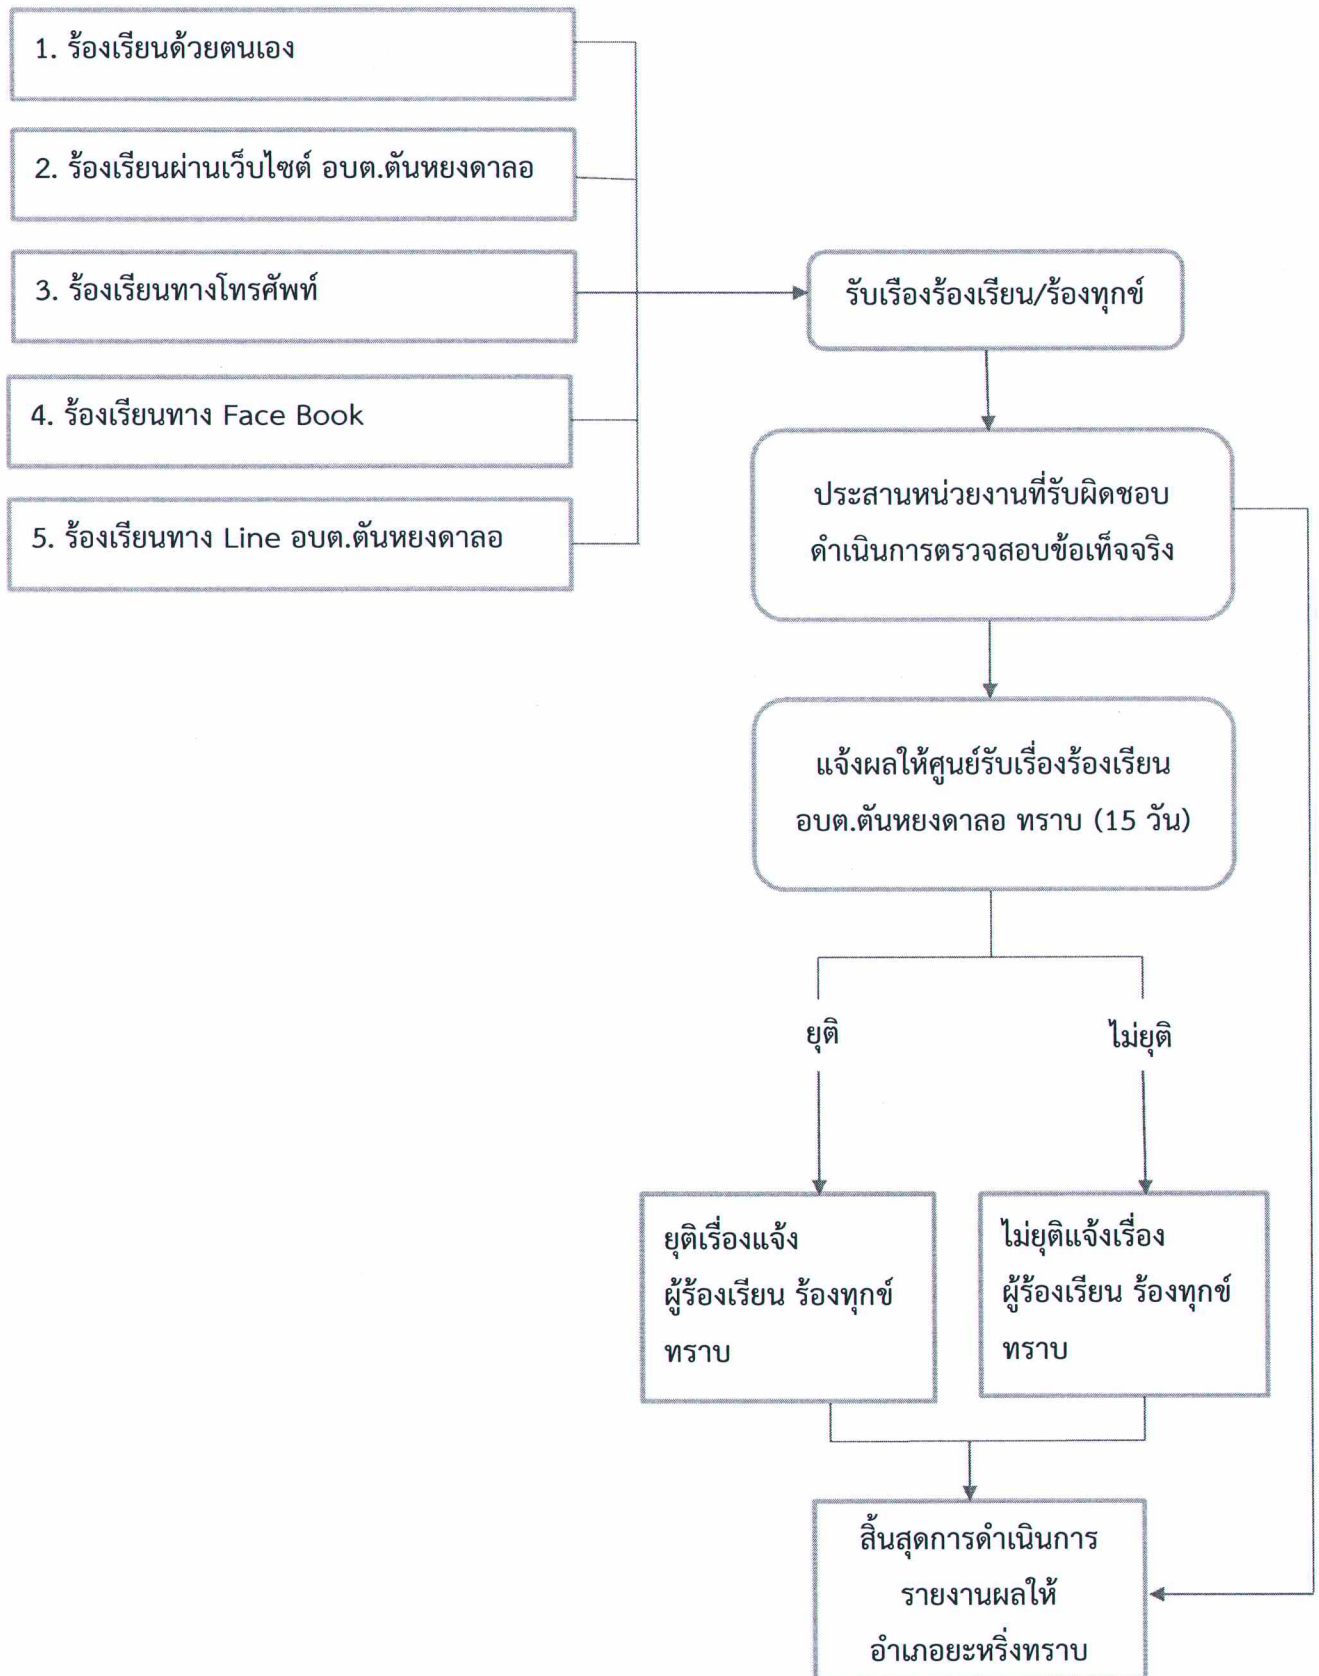 1. ร้องเรียนด้วยตนเอง
2. ร้องเรียนผ่านเว็บไซต์ อบต.ตันหยงดาลอ
3. ร้องเรียนทางโทรศัพท์
4. ร้องเรียนทาง Face Book
5. ร้องเรียนทาง Line อบต.ตันหยงดาลอ
รับเรื่องร้องเรียน/ร้องทุกข์
ประสานหน่วยงานที่รับผิดชอบ
ดำเนินการตรวจสอบข้อเท็จจริง
แจ้งผลให้ศูนย์รับเรื่องร้องเรียน
อบต.ตันหยงดาลอ ทราบ (15 วัน)
ยุติ
ไม่ยุติ
ยุติเรื่องแจ้ง
ผู้ร้องเรียน ร้องทุกข์
ทราบ
ไม่ยุติแจ้งเรื่อง
ผู้ร้องเรียน ร้องทุกข์
ทราบ
สิ้นสุดการดำเนินการ
รายงานผลให้
อำเภอยะหริ่งทราบ